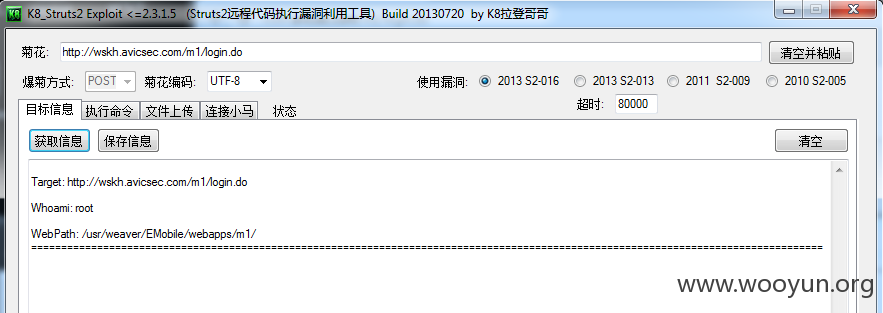 K8 K8_Struts2 Exploit <=2.3.1.5 (Struts2远程代码执行漏洞利用工具) Build 20130720 by K8拉登哥哥
菊花: http://wskh.avicsec.com/m1/login.do 清空并粘贴
爆菊方式: POST 菊花编码: UTF-8 使用漏洞: 2013 S2-016 2013 S2-013 2011 S2-009 2010 S2-005
超时: 80000
目标信息 执行命令 文件上传 连接小马 状态
获取信息 保存信息 清空
Target: http://wskh.avicsec.com/m1/login.do
Whoami: root
WebPath: /usr/weaver/EMobile/webapps/m1/
www.wooyun.org